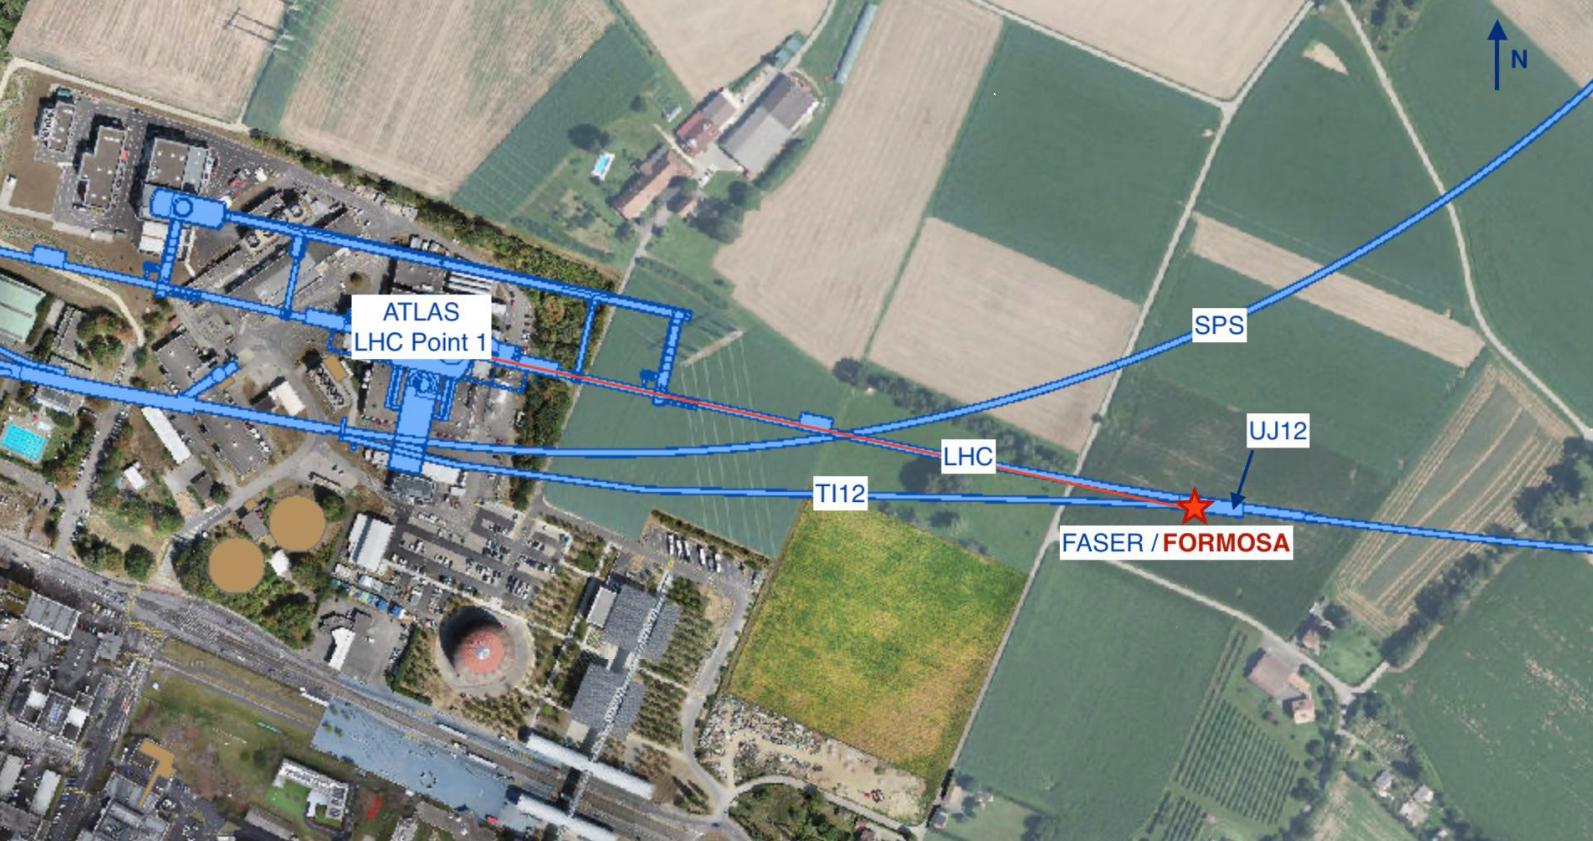 N
ATLAS
LHC Point 1
SPS
UJ12
LHC
TI12
FASER / FORMOSA